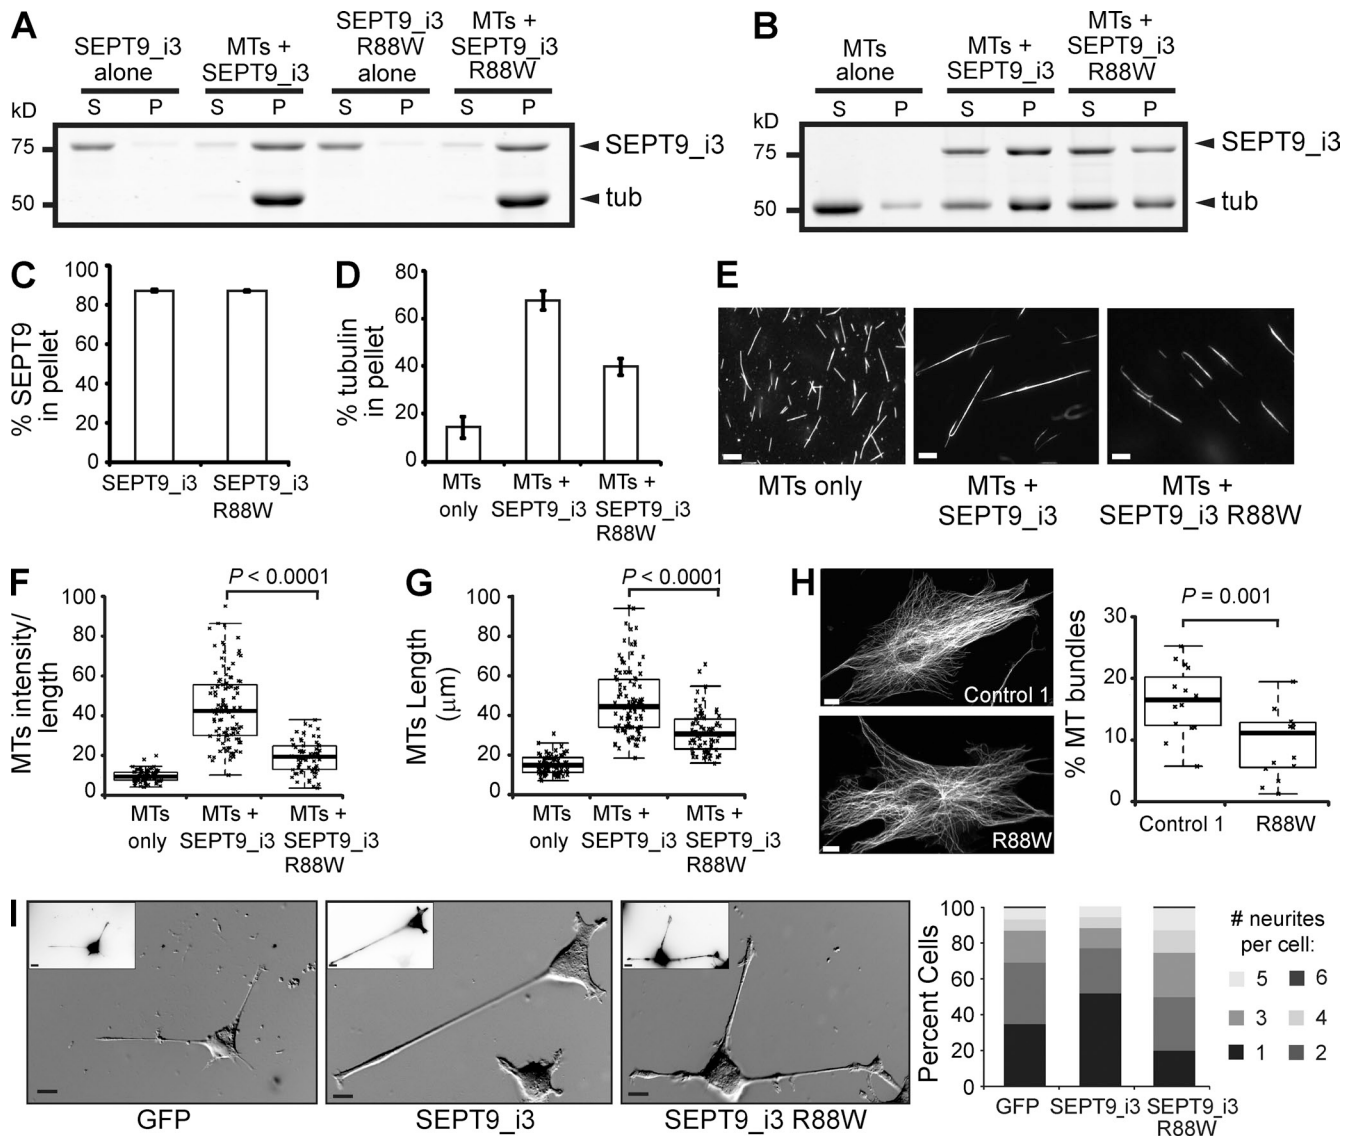 A
SEPT9_i3
alone
MTs +
SEPT9_i3
SEPT9_i3
R88W
alone
MTs +
SEPT9_i3
R88W
kD
S P S P S P S P
75
50
SEPT9_i3
tub
B
MTs
alone
MTs +
SEPT9_i3
MTs +
SEPT9_i3
R88W
kD
S P S P S P
75
50
SEPT9_i3
tub
C
% SEPT9
in pellet
100
80
60
40
20
0
SEPT9_i3
SEPT9_i3
R88W
D
% tubulin
in pellet
80
60
40
20
0
MTs
only
MTs +
SEPT9_i3
MTs +
SEPT9_i3
R88W
E
MTs only
MTs +
SEPT9_i3
MTs +
SEPT9_i3 R88W
F
MTs intensity/
length
100
80
60
40
20
0
P < 0.0001
MTs
only
MTs +
SEPT9_i3
MTs +
SEPT9_i3
R88W
G
MTs Length
(μm)
100
80
60
40
20
0
P < 0.0001
MTs
only
MTs +
SEPT9_i3
MTs +
SEPT9_i3
R88W
H
Control 1
R88W
% MT bundles
30
20
10
0
P = 0.001
Control 1
R88W
I
GFP
SEPT9_i3
SEPT9_i3 R88W
Percent Cells
100
80
60
40
20
0
GFP
SEPT9_i3
SEPT9_i3
R88W
# neurites
per cell:
5 6
3 4
1 2